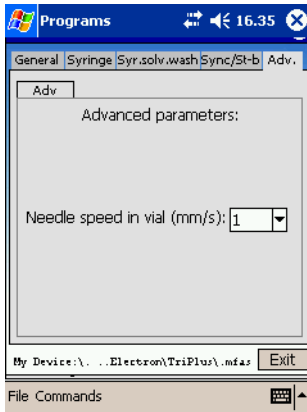 Programs 16.35
General Syringe Syr.solv.wash Sync/St-b Adv.
Adv
Advanced parameters:
Needle speed in vial (mm/s): 1
My Device:\. ...Electron\TriPlus\.mfas Exit
File Commands